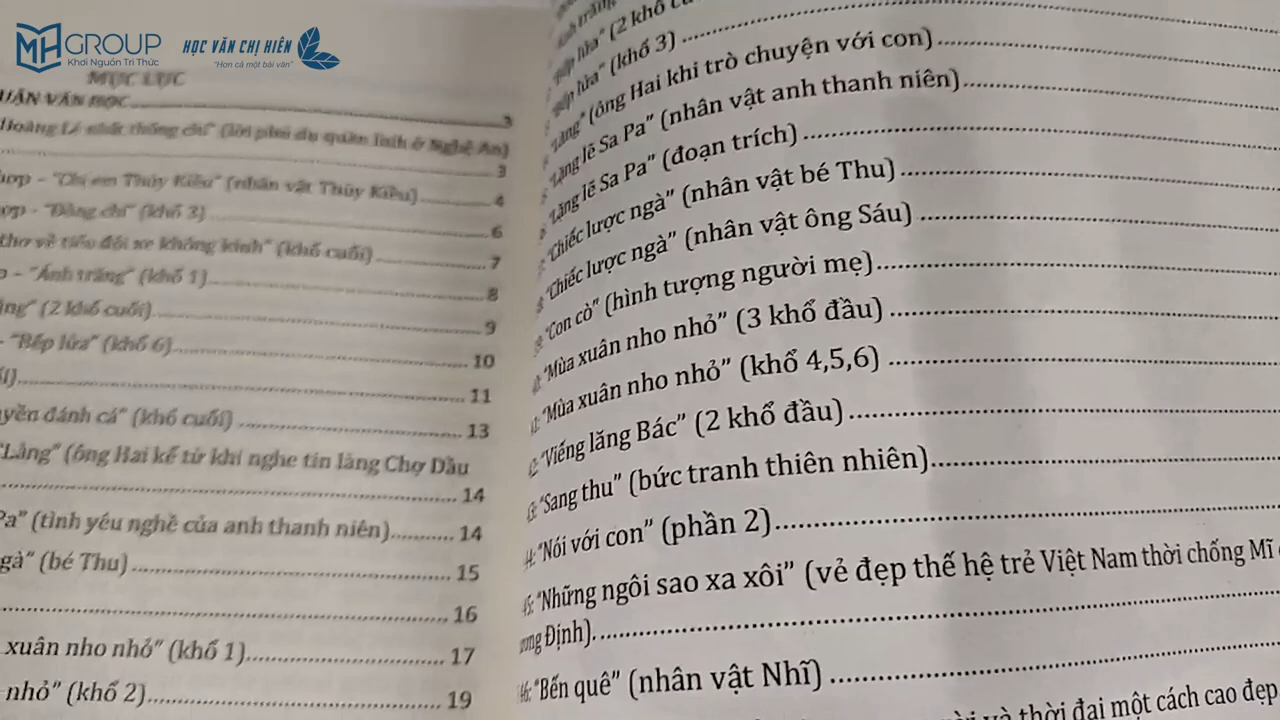 MH GROUP
Khơi Nguồn Tri Thức
HỌC VĂN CHỊ HIÊN
"Hơn cả một bài văn"
MỤC LỤC
VĂN HỌC 3
Hoàng Lê nhất thống chí" (lời phủ dụ quân lính ở Nghệ An)
3
"Chị em Thúy Kiều" (nhân vật Thúy Kiều) 4
"Đồng chí" (khổ 3) 6
thơ về tiểu đội xe không kính" (khổ cuối) 7
– "Ánh trăng" (khổ 1) 8
(2 khổ cuối) 9
- "Bếp lửa" (khổ 6) 10
11
đánh cá" (khổ cuối) 13
"Làng" (ông Hai kể từ khi nghe tin làng Chợ Dầu
14
Pa" (tình yêu nghề của anh thanh niên) 14
(bé Thu) 15
16
xuân nho nhỏ" (khổ 1) 17
nhỏ" (khổ 2) 19
(2 khổ
lửa" (khổ 3)
"Làng" (ông Hai khi trò chuyện với con)
"Lặng lẽ Sa Pa" (nhân vật anh thanh niên)
"Lặng lẽ Sa Pa" (đoạn trích)
"Chiếc lược ngà" (nhân vật bé Thu)
"Chiếc lược ngà" (nhân vật ông Sáu)
"Con cò" (hình tượng người mẹ)
"Mùa xuân nho nhỏ" (3 khổ đầu)
"Mùa xuân nho nhỏ" (khổ 4,5,6)
"Viếng lăng Bác" (2 khổ đầu)
"Sang thu" (bức tranh thiên nhiên)
"Nói với con" (phần 2)
"Những ngôi sao xa xôi" (vẻ đẹp thế hệ trẻ Việt Nam thời chống Mĩ
Định).
"Bến quê" (nhân vật Nhĩ)
và thời đại một cách cao đẹp